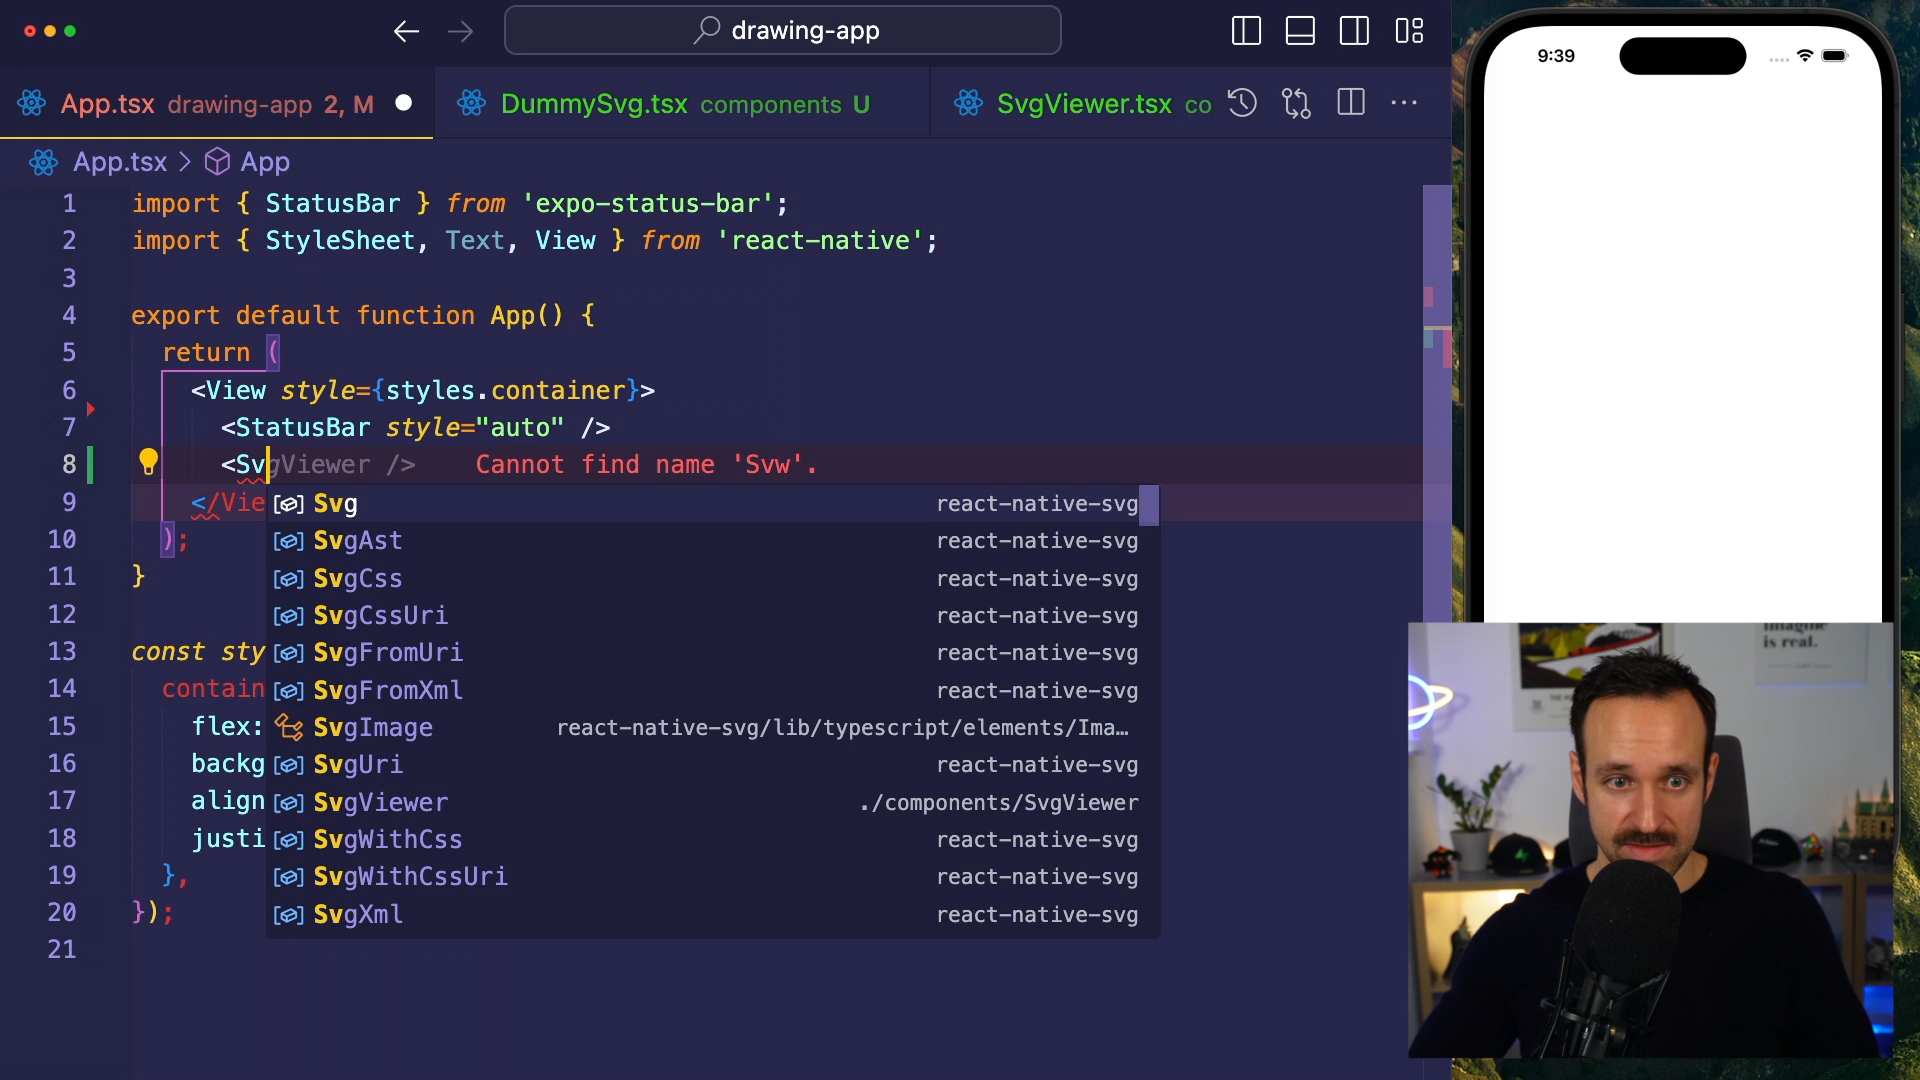 drawing-app
App.tsx drawing-app 2, M
DummySvg.tsx components U
SvgViewer.tsx co
App.tsx > App
9:39
1 import { StatusBar } from 'expo-status-bar';
2 import { StyleSheet, Text, View } from 'react-native';
3
4 export default function App() {
5 return (
6 <View style={styles.container}>
7 <StatusBar style="auto" />
8 <SvgViewer /> Cannot find name 'Svw'.
9 </Vie
10 );
11 }
12
13 const sty
14 contain
15 flex:
16 backg
17 align
18 justi
19 },
20 });
21
Svg react-native-svg
SvgAst react-native-svg
SvgCss react-native-svg
SvgCssUri react-native-svg
SvgFromUri react-native-svg
SvgFromXml react-native-svg
SvgImage react-native-svg/lib/typescript/elements/Ima…
SvgUri react-native-svg
SvgViewer ./components/SvgViewer
SvgWithCss react-native-svg
SvgWithCssUri react-native-svg
SvgXml react-native-svg
imagine
is real.